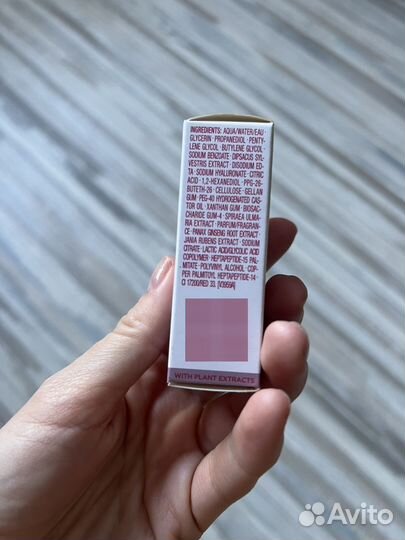 INGREDIENTS: AQUA/WATER/EAU ·
GLYCERIN · PROPANEDIOL · PENTY-
LENE GLYCOL · BUTYLENE GLYCOL ·
SODIUM BENZOATE · DIPSACUS SYL-
VESTRIS EXTRACT · DISODIUM ED-
TA · SODIUM HYALURONATE · CITRIC
ACID · 1,2-HEXANEDIOL · PPG-26-
BUTETH-26 · CELLULOSE · GELLAN
GUM · PEG-40 HYDROGENATED CAS-
TOR OIL · XANTHAN GUM · BIOSAC-
CHARIDE GUM-4 · SPIRAEA ULMA-
RIA EXTRACT · PARFUM/FRAGRAN-
CE · PANAX GINSENG ROOT EXTRACT ·
JANIA RUBENS EXTRACT · SODIUM
CITRATE · LACTIC ACID/GLYCOLIC ACID
COPOLYMER · HEPTAPEPTIDE-15 PAL-
MITATE · POLYVINYL ALCOHOL · COP-
PER PALMITOYL HEPTAPEPTIDE-14 ·
CI 17200/RED 33. [V3959A]
WITH PLANT EXTRACTS
Avito